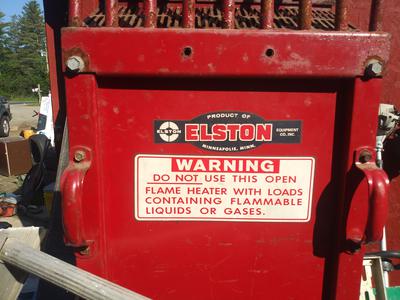 PRODUCT OF
ELSTON ELSTON EQUIPMENT CO., INC.
MINNEAPOLIS, MINN.
WARNING
DO NOT USE THIS OPEN
FLAME HEATER WITH LOADS
CONTAINING FLAMMABLE
LIQUIDS OR GASES.